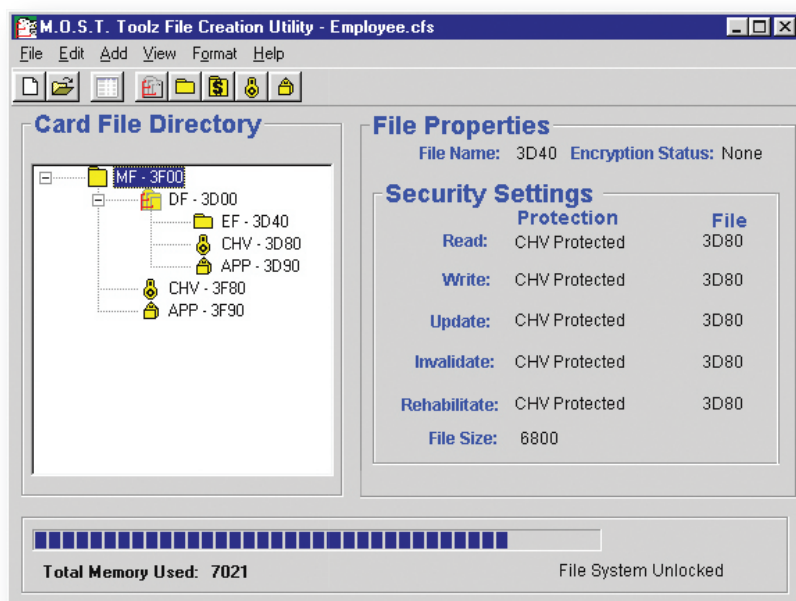 M.O.S.T. Toolz File Creation Utility - Employee.cfs
File Edit Add View Format Help
Card File Directory
MF - 3F00
DF - 3D00
EF - 3D40
CHV - 3D80
APP - 3D90
CHV - 3F80
APP - 3F90
File Properties
File Name: 3D40 Encryption Status: None
Security Settings
Protection File
Read: CHV Protected 3D80
Write: CHV Protected 3D80
Update: CHV Protected 3D80
Invalidate: CHV Protected 3D80
Rehabilitate: CHV Protected 3D80
File Size: 6800
Total Memory Used: 7021 File System Unlocked